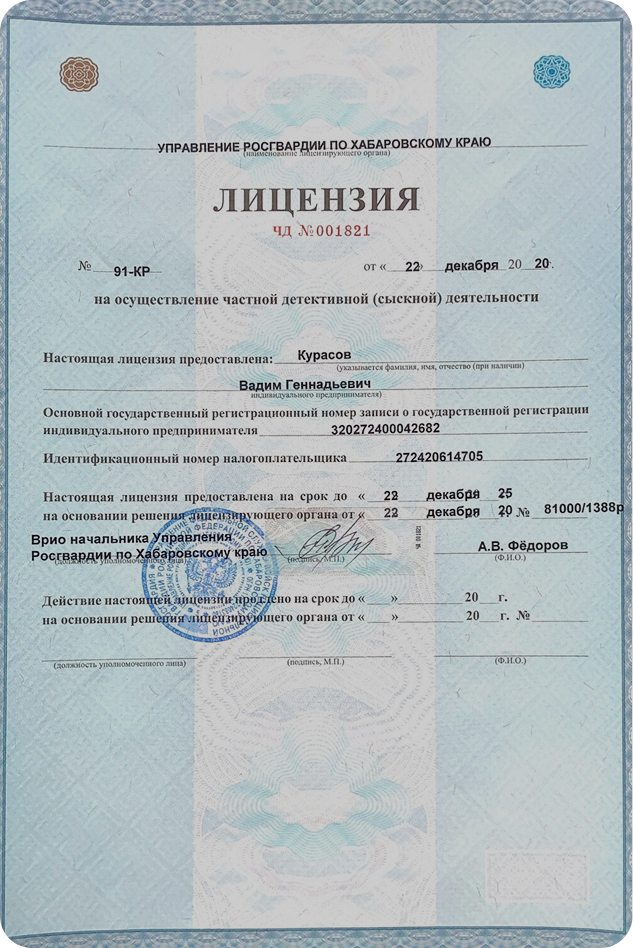 УПРАВЛЕНИЕ РОСГВАРДИИ ПО ХАБАРОВСКОМУ КРАЮ
(наименование лицензирующего органа)
ЛИЦЕНЗИЯ
ЧД №001821
№ 91-КР от « 22 » декабря 20 20 .
на осуществление частной детективной (сыскной) деятельности
Настоящая лицензия предоставлена: Курасов
(указывается фамилия, имя, отчество (при наличии)
Вадим Геннадьевич
индивидуального предпринимателя)
Основной государственный регистрационный номер записи о государственной регистрации
индивидуального предпринимателя 320272400042682
Идентификационный номер налогоплательщика 272420614705
Настоящая лицензия предоставлена на срок до « 22 декабря 25
на основании решения лицензирующего органа от « 22 декабря 20 г. № 81000/1388р
Врио начальника Управления
Росгвардии по Хабаровскому краю А.В. Фёдоров
(должность уполномоченного лица) (подпись, М.П.) (Ф.И.О.)
Действие настоящей лицензии продлено на срок до « » 20 г.
на основании решения лицензирующего органа от « » 20 г. №
(должность уполномоченного лица) (подпись, М.П.) (Ф.И.О.)